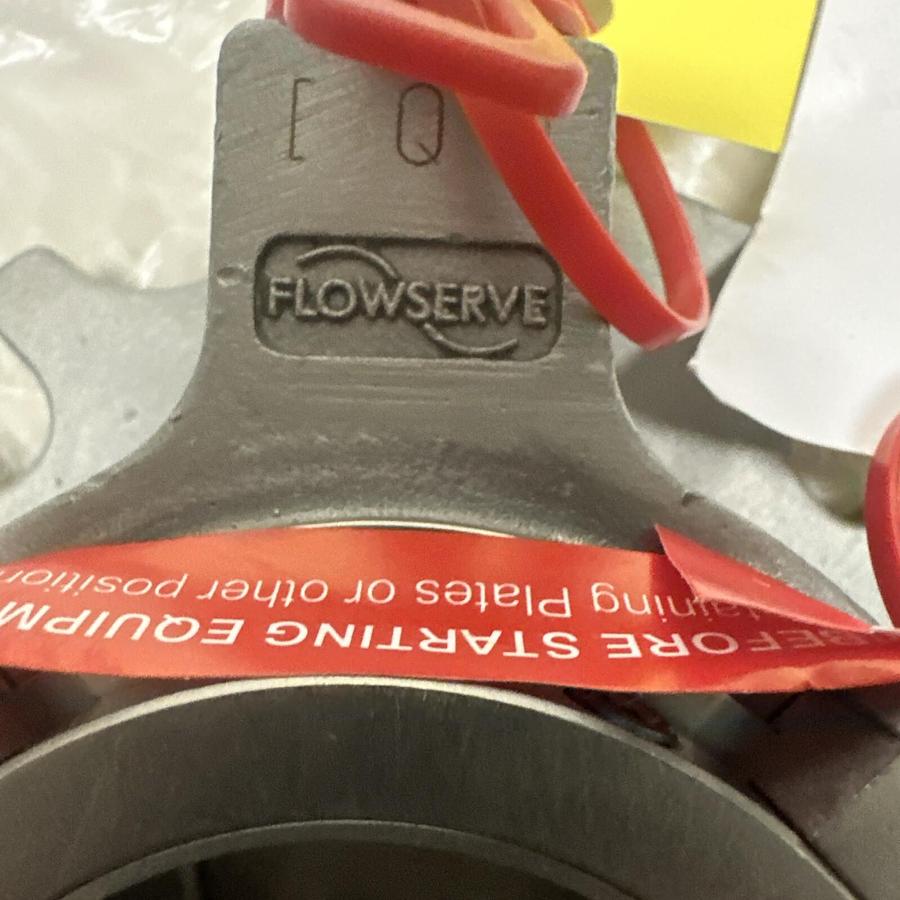 [ Q
FLOWSERVE
BEFORE STARTING EQUIPM
taining Plates or other position